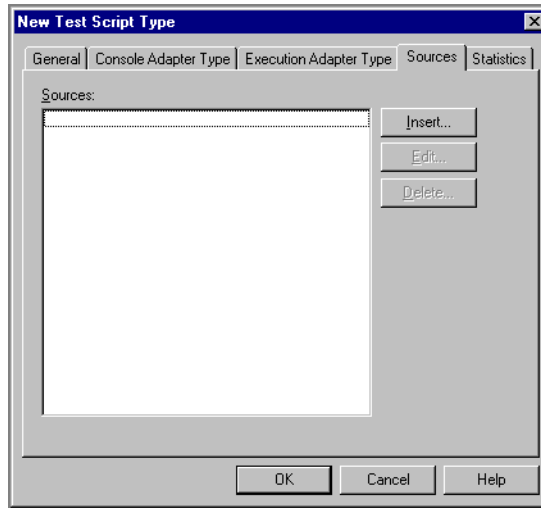 New Test Script Type
General Console Adapter Type Execution Adapter Type Sources Statistics
Sources:
Insert...
Edit...
Delete...
OK Cancel Help